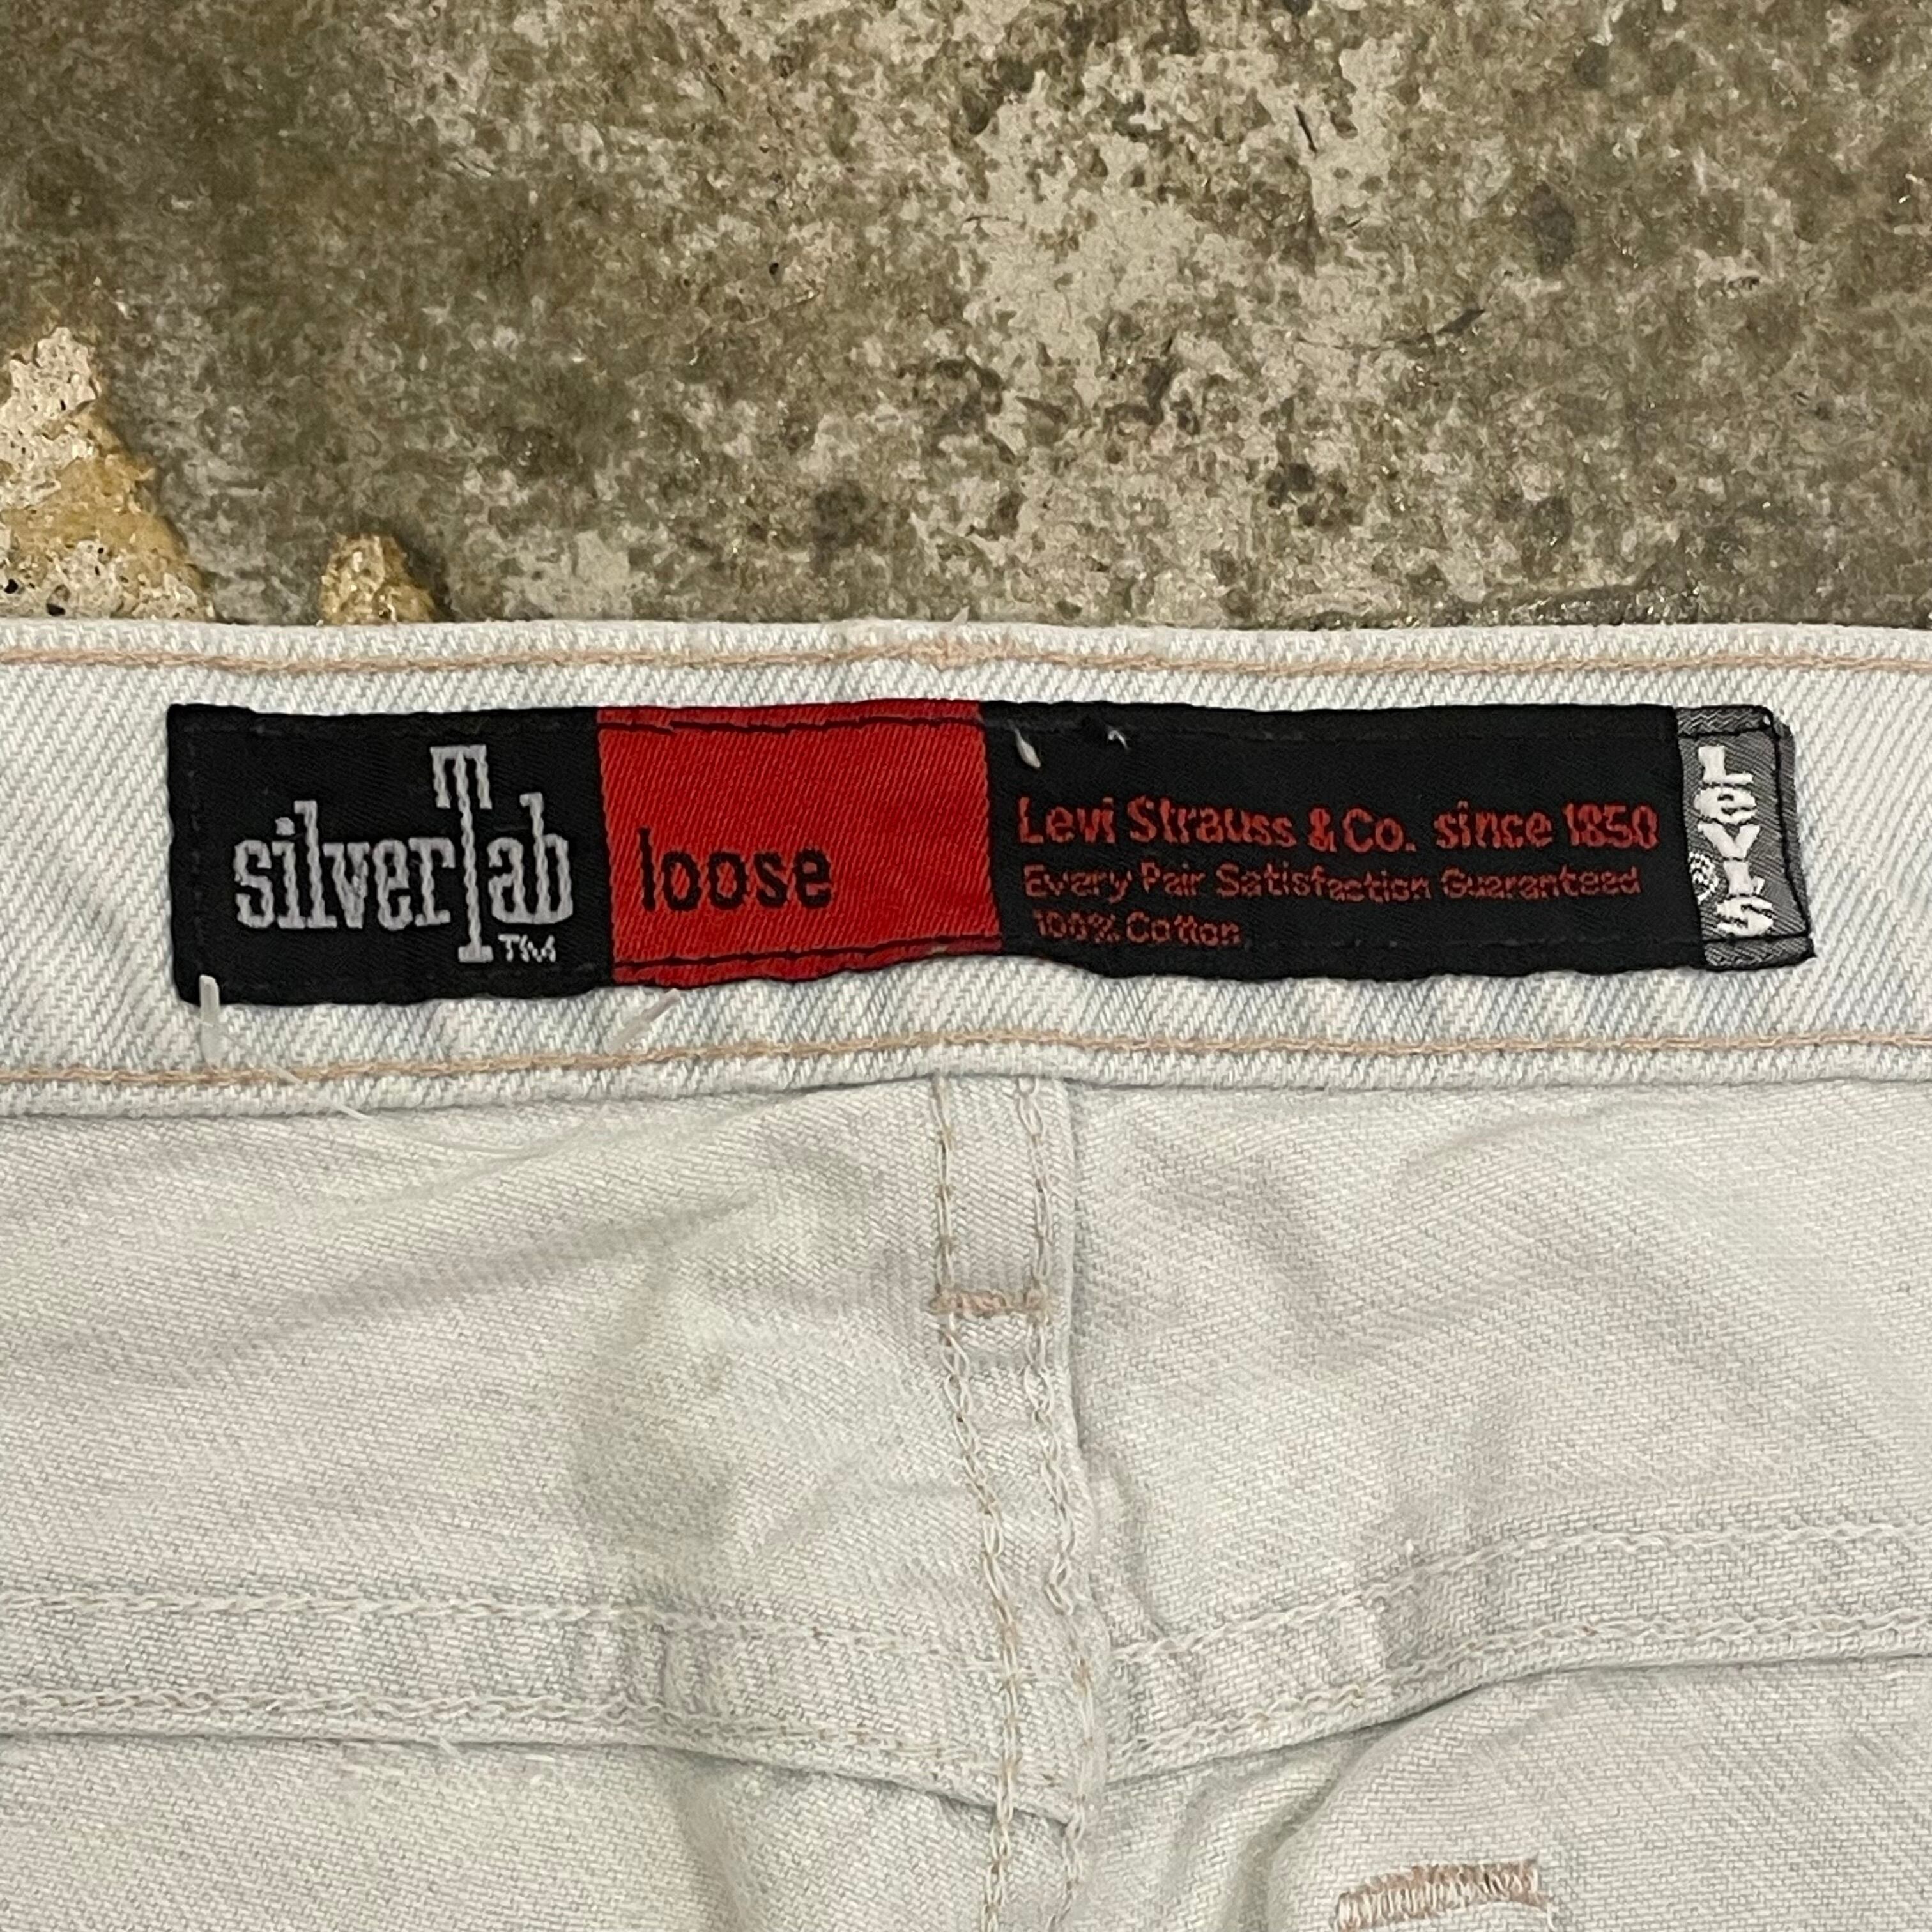 silverTab
TM
loose
Levi Strauss & Co. since 1850
Every Pair Satisfaction Guaranteed
100% Cotton
LEVI'S
®